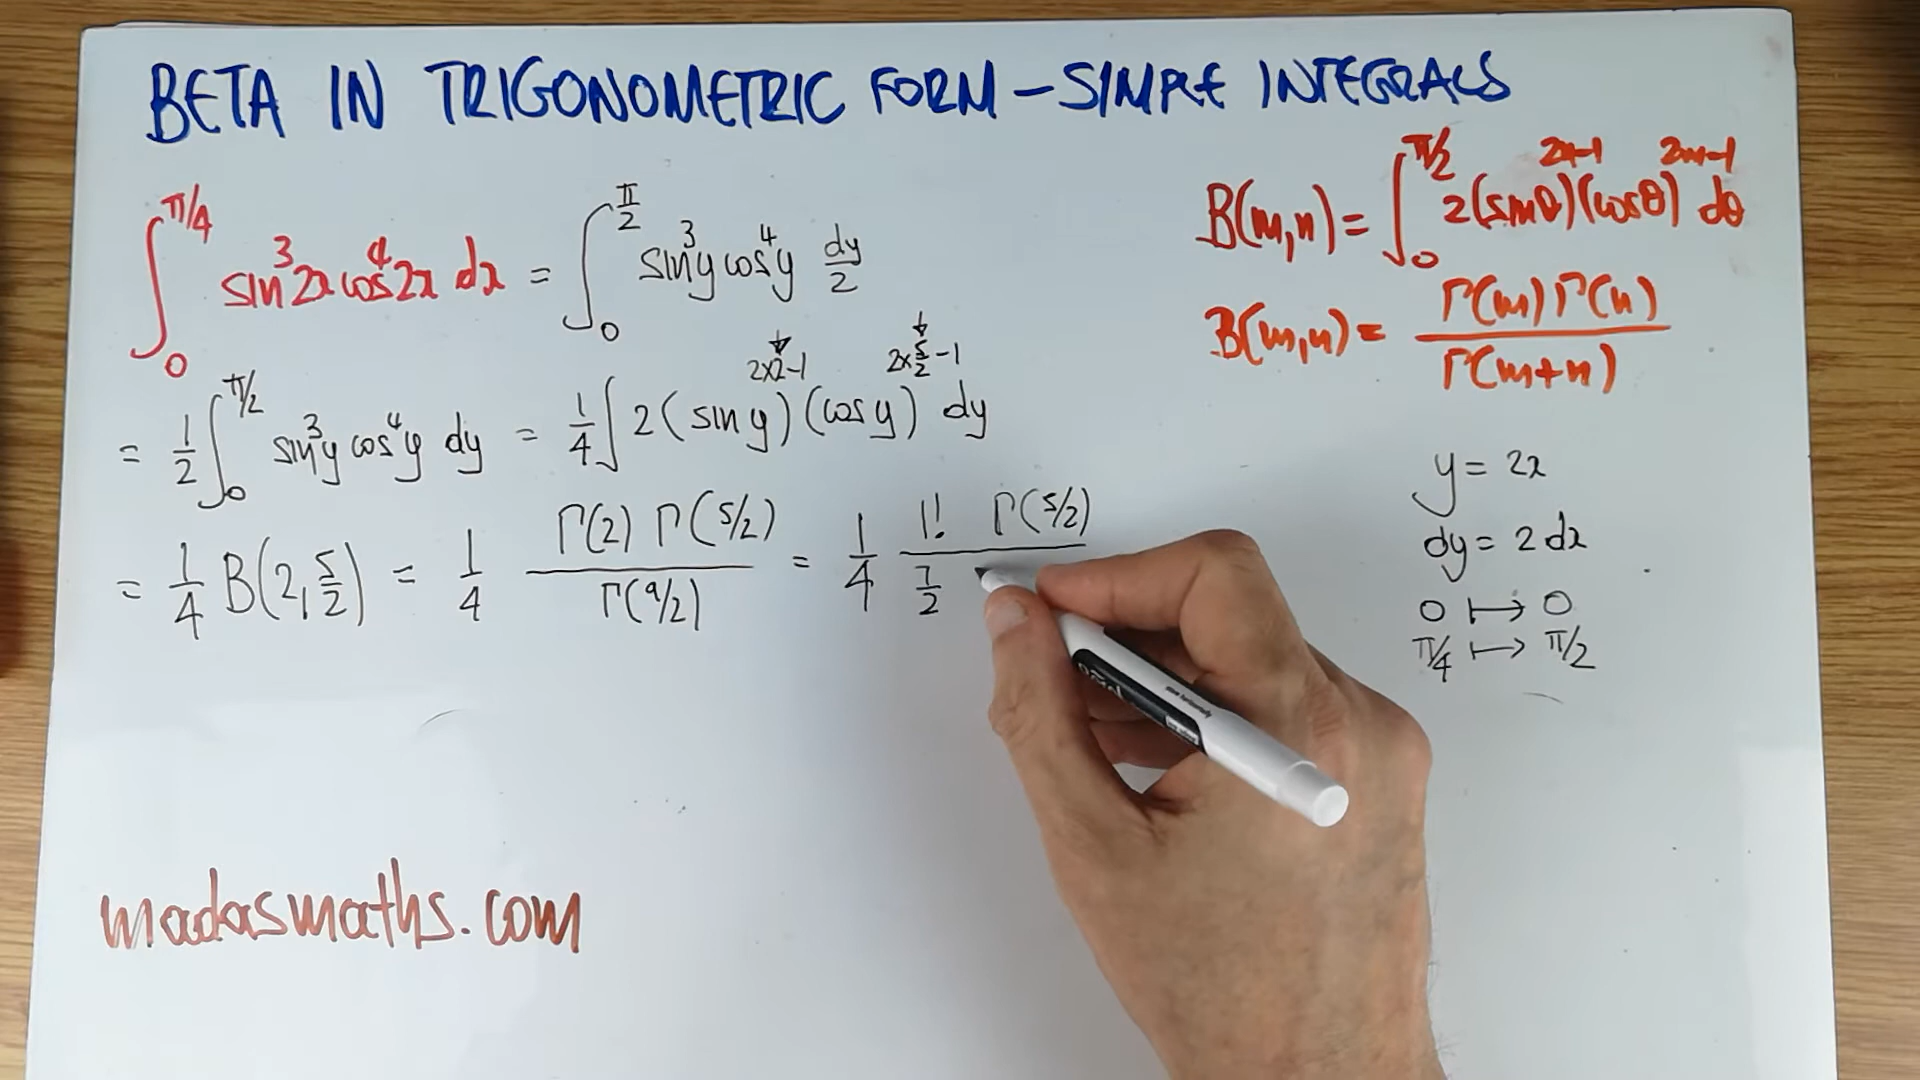 BETA IN TRIGONOMETRIC FORM – SIMPLE INTEGRALS
∫₀^{π/4} sin³2x cos⁴2x dx = ∫₀^{π/2} sin³y cos⁴y dy/2
= 1/2 ∫₀^{π/2} sin³y cos⁴y dy = 1/4 ∫ 2(sin y)^{2×2-1} (cos y)^{2×5/2-1} dy
= 1/4 B(2, 5/2) = 1/4 Γ(2) Γ(5/2) / Γ(9/2) = 1/4 1! Γ(5/2) / 7/2
B(m,n) = ∫₀^{π/2} 2(sinθ)^{2m-1} (cosθ)^{2n-1} dθ
B(m,n) = Γ(m) Γ(n) / Γ(m+n)
y = 2x
dy = 2 dx
0 ↦ 0
π/4 ↦ π/2
madasmaths.com